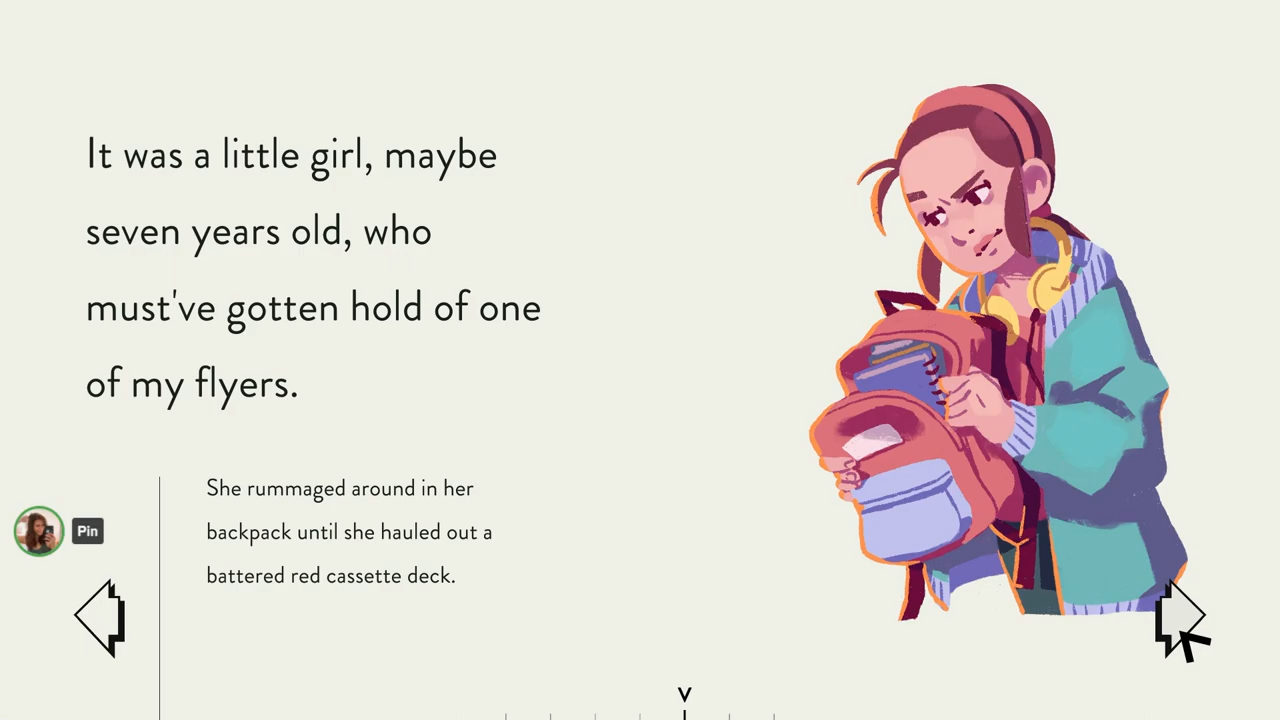 It was a little girl, maybe
seven years old, who
must've gotten hold of one
of my flyers.
She rummaged around in her
backpack until she hauled out a
battered red cassette deck.
Pin